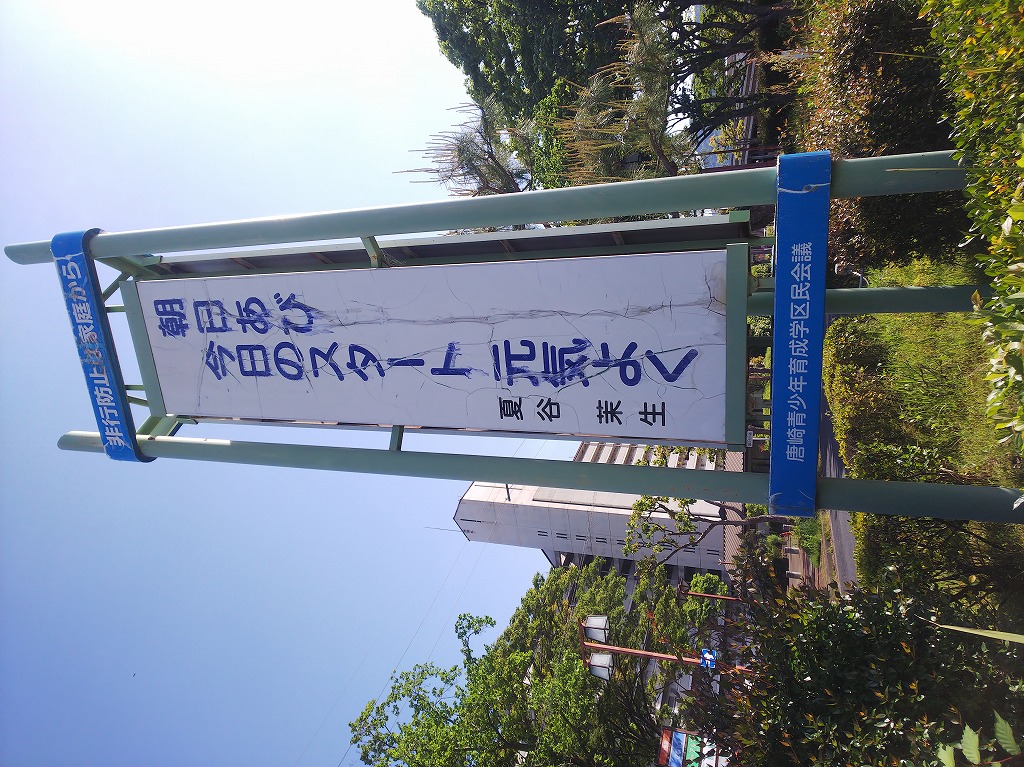 非行防止は家庭から
朝日あび
今日のスタート 元気よく
夏谷 茉生
唐崎青少年育成学区民会議